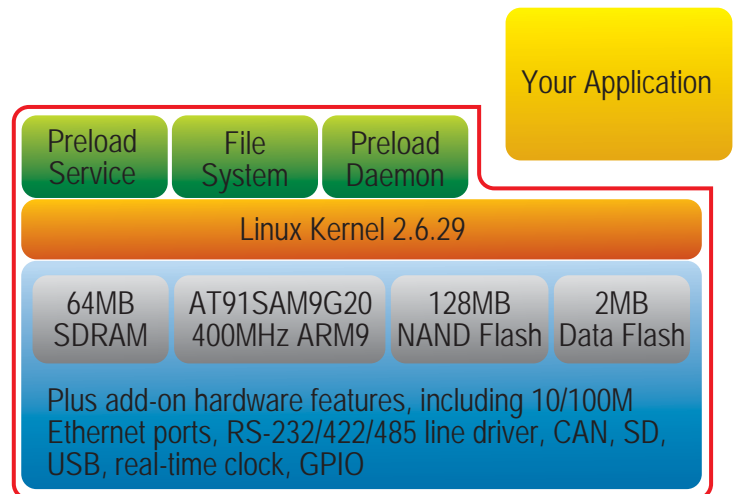 Your Application
Preload
Service
File
System
Preload
Daemon
Linux Kernel 2.6.29
64MB
SDRAM
AT91SAM9G20
400MHz ARM9
128MB
NAND Flash
2MB
Data Flash
Plus add-on hardware features, including 10/100M
Ethernet ports, RS-232/422/485 line driver, CAN, SD,
USB, real-time clock, GPIO